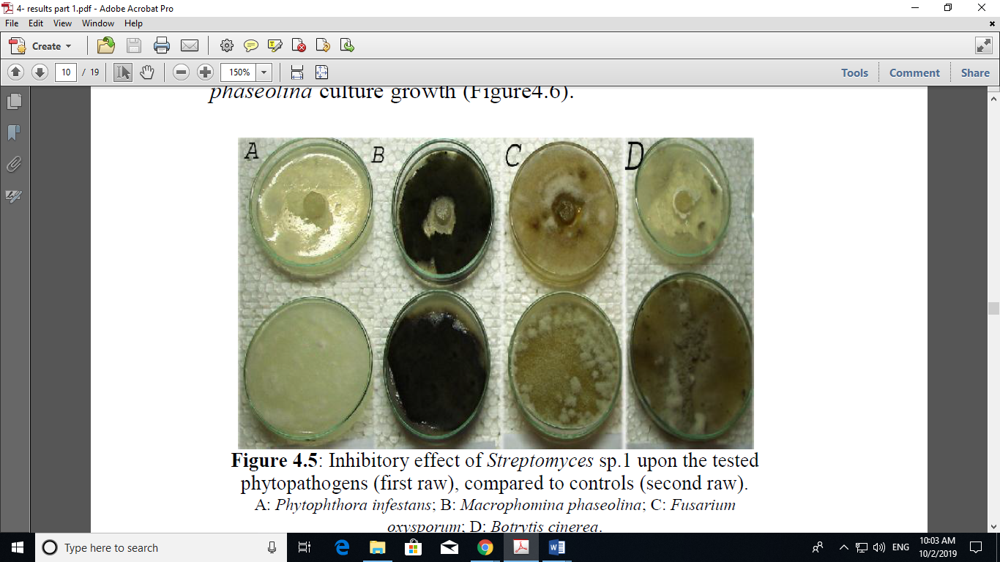 4- results part 1.pdf - Adobe Acrobat Pro
File Edit View Window Help
Create
10 / 19
150%
Tools Comment Share
phaseolina culture growth (Figure4.6).
A B C D
Figure 4.5: Inhibitory effect of Streptomyces sp.1 upon the tested
phytopathogens (first raw), compared to controls (second raw).
A: Phytophthora infestans; B: Macrophomina phaseolina; C: Fusarium
oxysporum; D: Botrytis cinerea.
Type here to search
ENG
10:03 AM
10/2/2019